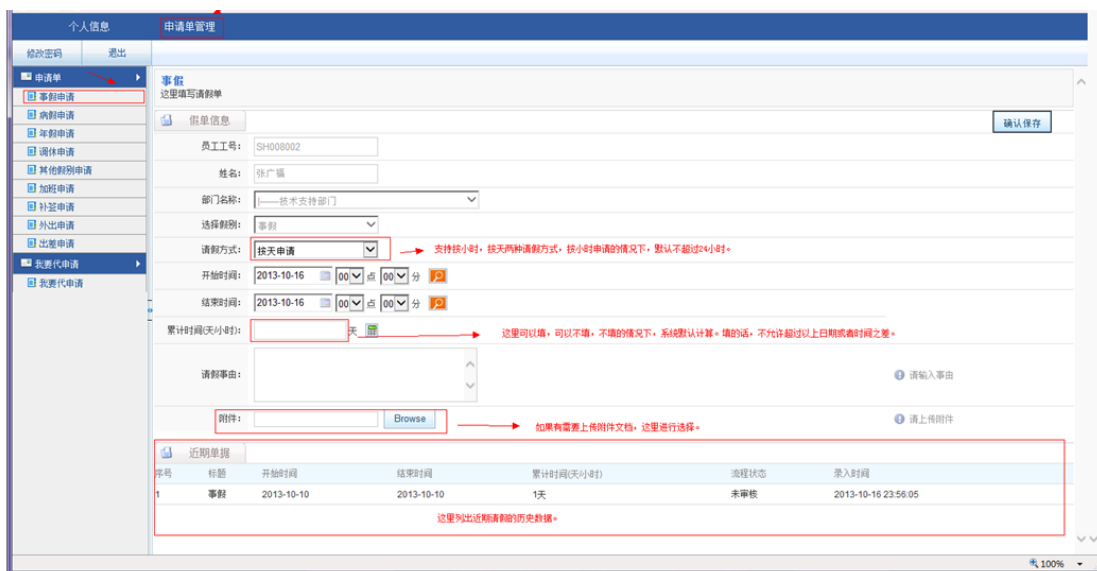 个人信息 申请单管理
修改密码 退出
申请单
事假申请
病假申请
年假申请
调休申请
其他假别申请
加班申请
补签申请
外出申请
出差申请
我要代申请
我要代申请
事假
这里填写请假单
假单信息
确认保存
员工工号： SH008002
姓名： 张广福
部门名称： |——技术支持部门
选择假别： 事假
请假方式： 按天申请 支持按小时，按天两种请假方式，按小时申请的情况下，默认不超过24小时。
开始时间： 2013-10-16 00 点 00 分
结束时间： 2013-10-16 00 点 00 分
累计时间(天/小时)： 天 这里可以填，可以不填，不填的情况下，系统默认计算。填的话，不允许超过以上日期或者时间之差。
请假事由： 请输入事由
附件： Browse 如果有需要上传附件文档，这里进行选择。 请上传附件
近期单据
序号 标题 开始时间 结束时间 累计时间(天/小时) 流程状态 录入时间
1 事假 2013-10-10 2013-10-10 1天 未审核 2013-10-16 23:56:05
这里列出近期请假的历史数据。
100%